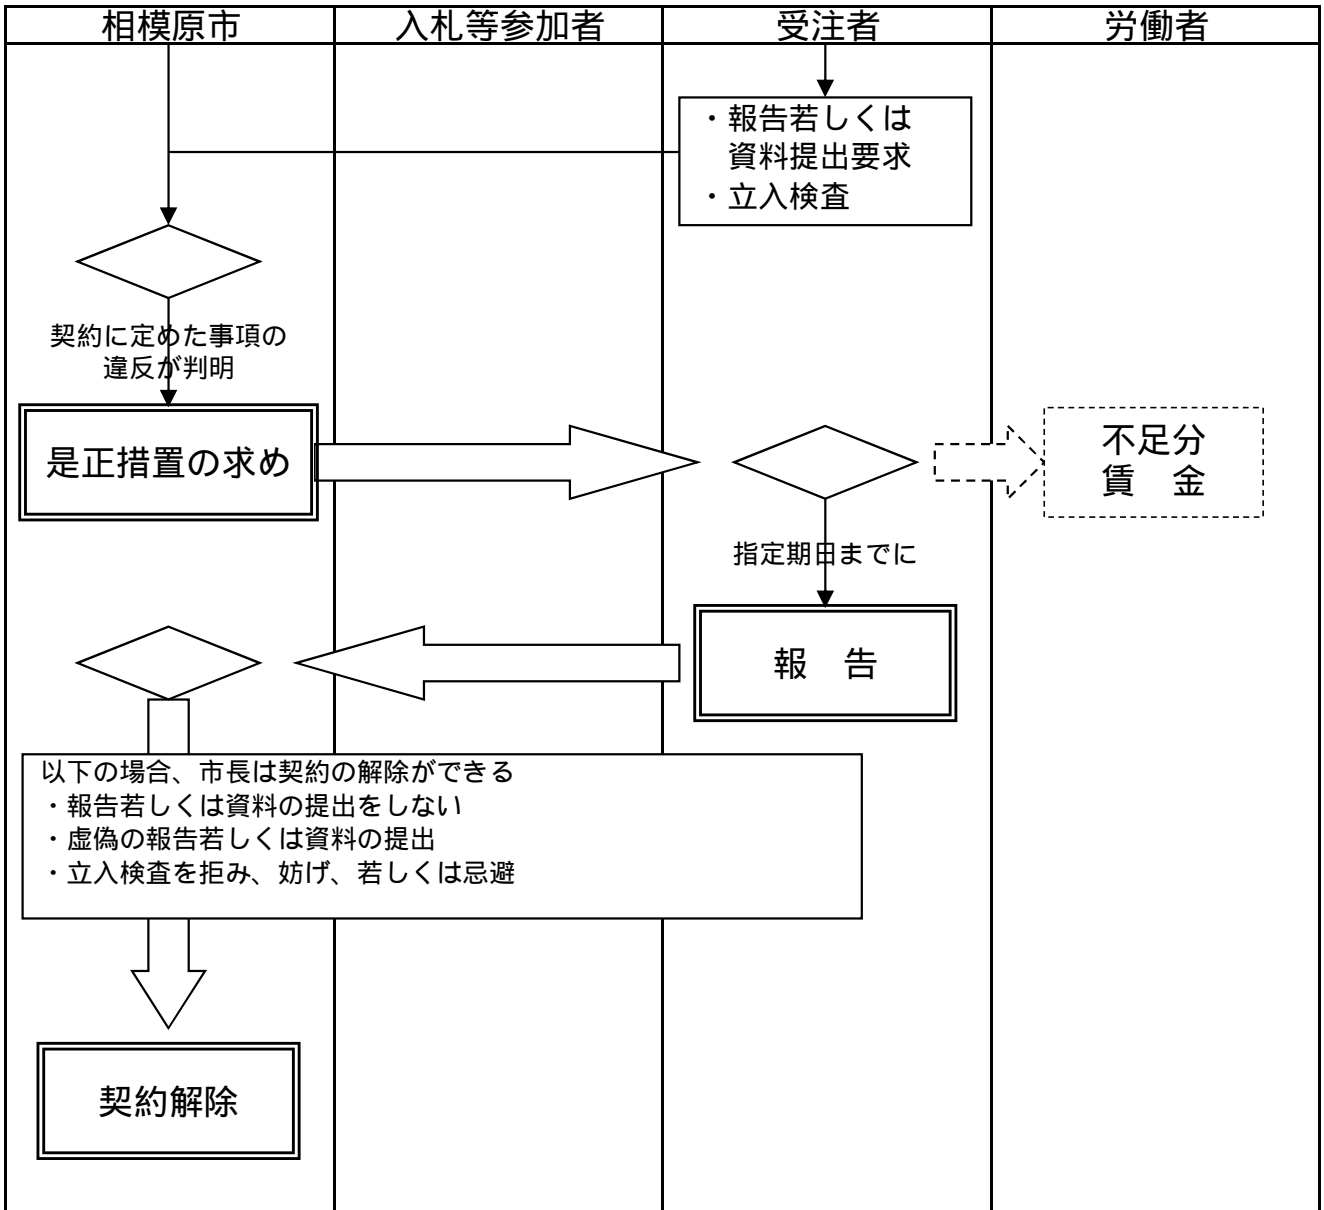 相模原市
入札等参加者
受注者
労働者
・報告若しくは
資料提出要求
・立入検査
契約に定めた事項の
違反が判明
是正措置の求め
不足分
賃　金
指定期日までに
報　告
以下の場合、市長は契約の解除ができる
・報告若しくは資料の提出をしない
・虚偽の報告若しくは資料の提出
・立入検査を拒み、妨げ、若しくは忌避
契約解除